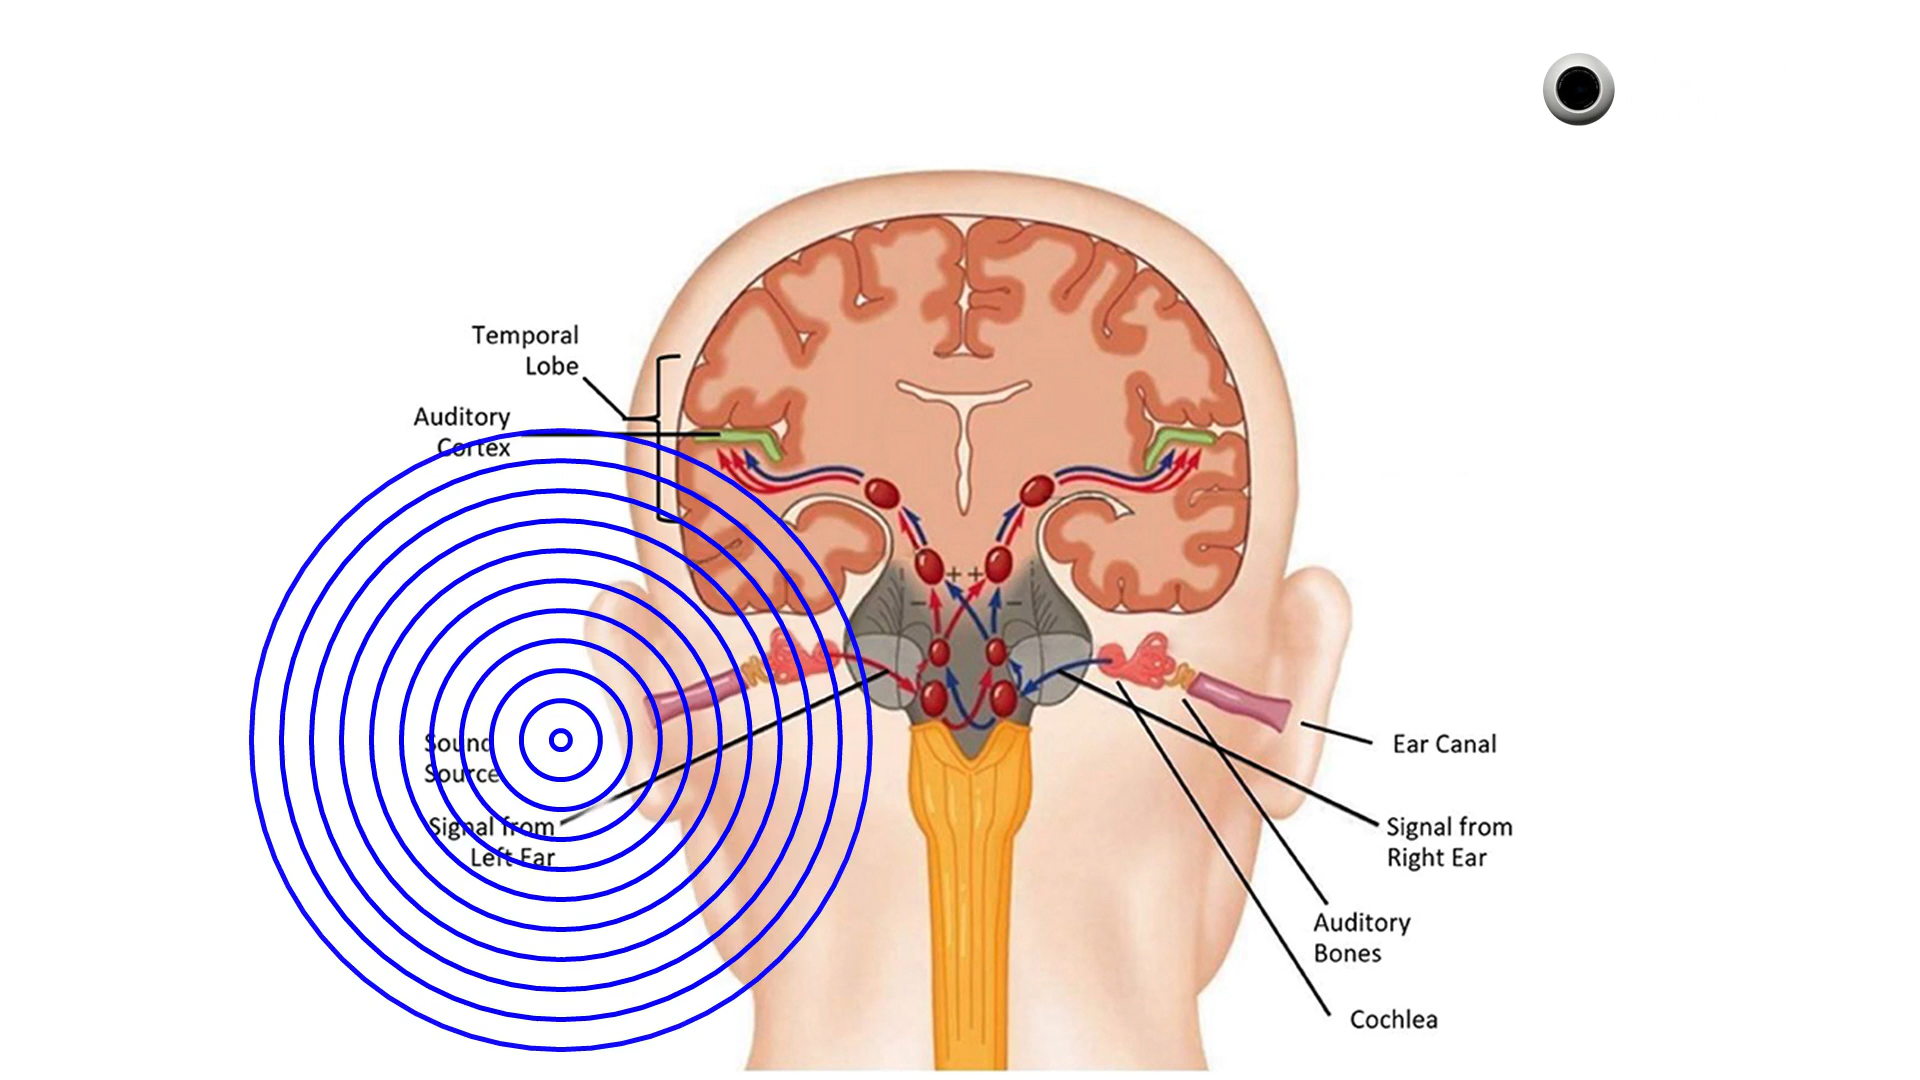 Temporal
Lobe
Auditory
Cortex
Sound
Source
Signal from
Left Ear
Ear Canal
Signal from
Right Ear
Auditory
Bones
Cochlea